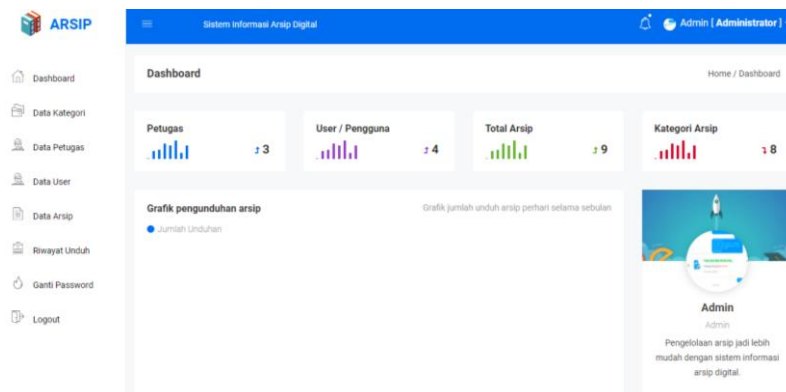 ARSIP
Sistem Informasi Arsip Digital
Admin [ Administrator ]
Dashboard
Data Kategori
Data Petugas
Data User
Data Arsip
Riwayat Unduh
Ganti Password
Logout
Dashboard
Home / Dashboard
Petugas
3
User / Pengguna
4
Total Arsip
9
Kategori Arsip
8
Grafik pengunduhan arsip
Grafik jumlah unduh arsip perhari selama sebulan
Jumlah Unduhan
Admin
Admin
Pengelolaan arsip jadi lebih
mudah dengan sistem informasi
arsip digital.